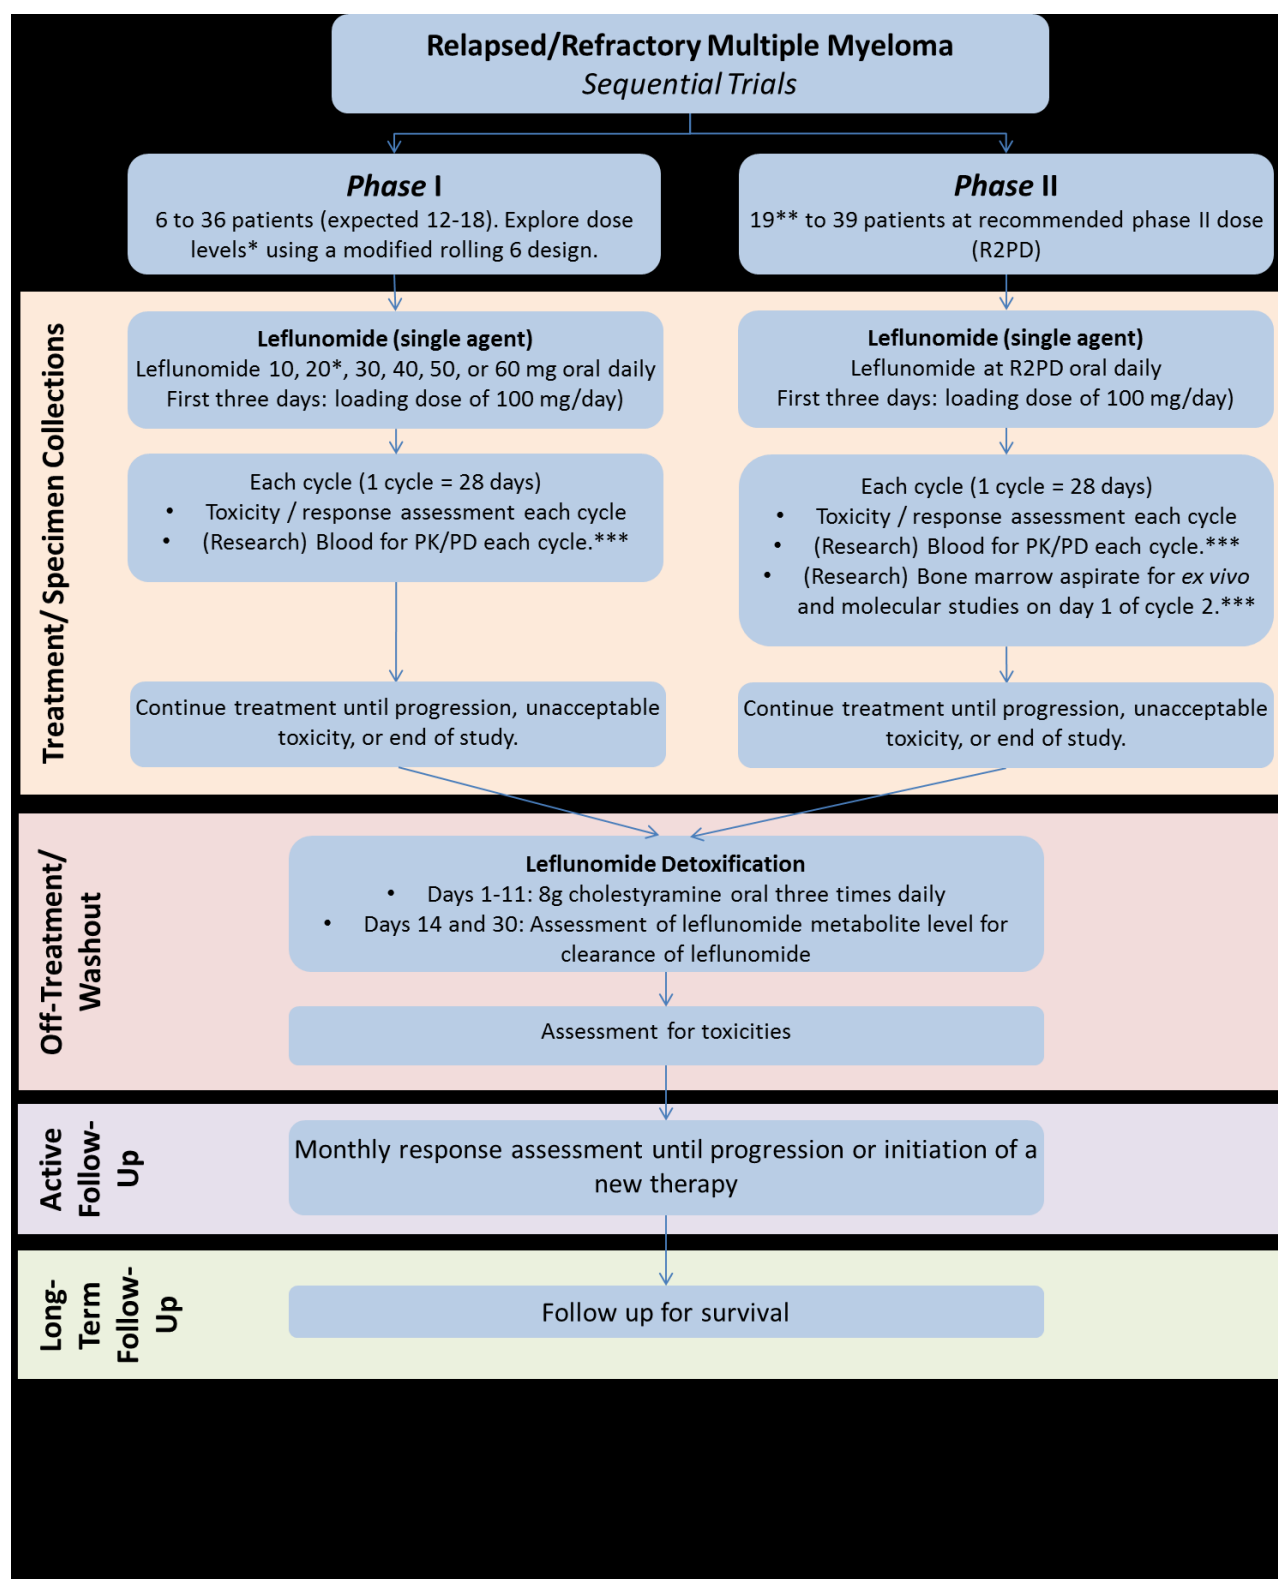 Relapsed/Refractory Multiple Myeloma
Sequential Trials
Phase I
6 to 36 patients (expected 12-18). Explore dose
levels* using a modified rolling 6 design.
Phase II
19** to 39 patients at recommended phase II dose
(R2PD)
Treatment/ Specimen Collections
Leflunomide (single agent)
Leflunomide 10, 20*, 30, 40, 50, or 60 mg oral daily
First three days: loading dose of 100 mg/day)
Leflunomide (single agent)
Leflunomide at R2PD oral daily
First three days: loading dose of 100 mg/day)
Each cycle (1 cycle = 28 days)
• Toxicity / response assessment each cycle
• (Research) Blood for PK/PD each cycle.***
Each cycle (1 cycle = 28 days)
• Toxicity / response assessment each cycle
• (Research) Blood for PK/PD each cycle.***
• (Research) Bone marrow aspirate for ex vivo
and molecular studies on day 1 of cycle 2.***
Continue treatment until progression, unacceptable
toxicity, or end of study.
Continue treatment until progression, unacceptable
toxicity, or end of study.
Off-Treatment/
Washout
Leflunomide Detoxification
• Days 1-11: 8g cholestyramine oral three times daily
• Days 14 and 30: Assessment of leflunomide metabolite level for
clearance of leflunomide
Assessment for toxicities
Active
Follow-
Up
Monthly response assessment until progression or initiation of a
new therapy
Long-
Term
Follow-
Up
Follow up for survival